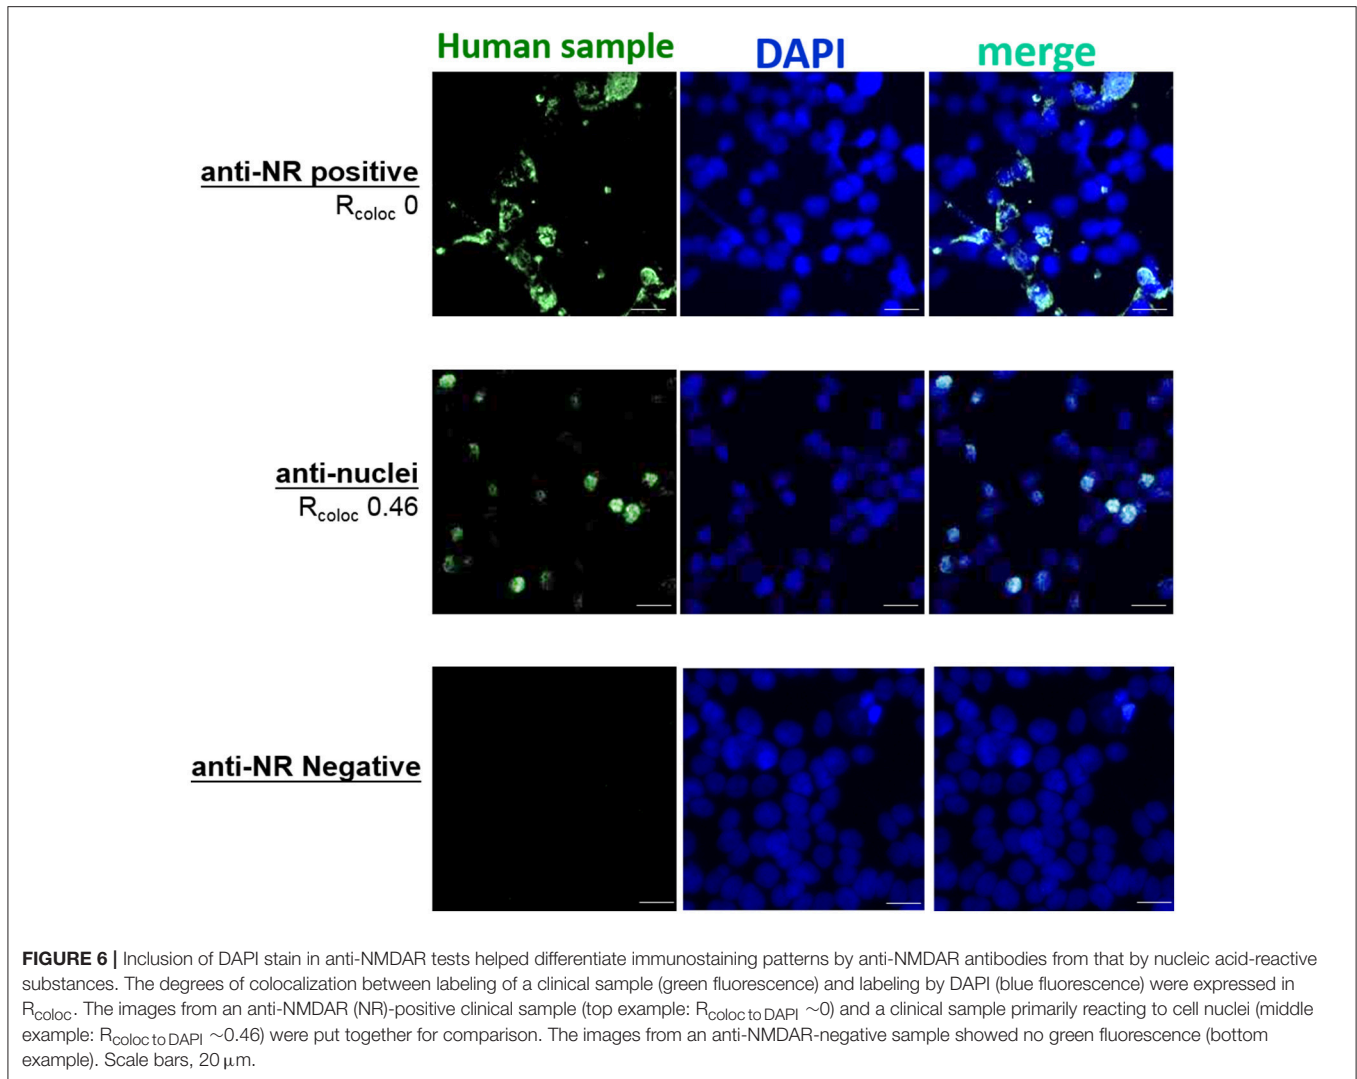 Human sample DAPI merge
anti-NR positive
Rcoloc 0
anti-nuclei
Rcoloc 0.46
anti-NR Negative
FIGURE 6 | Inclusion of DAPI stain in anti-NMDAR tests helped differentiate immunostaining patterns by anti-NMDAR antibodies from that by nucleic acid-reactive
substances. The degrees of colocalization between labeling of a clinical sample (green fluorescence) and labeling by DAPI (blue fluorescence) were expressed in
Rcoloc. The images from an anti-NMDAR (NR)-positive clinical sample (top example: Rcoloc to DAPI ∼0) and a clinical sample primarily reacting to cell nuclei (middle
example: Rcoloc to DAPI ∼0.46) were put together for comparison. The images from an anti-NMDAR-negative sample showed no green fluorescence (bottom
example). Scale bars, 20 μm.